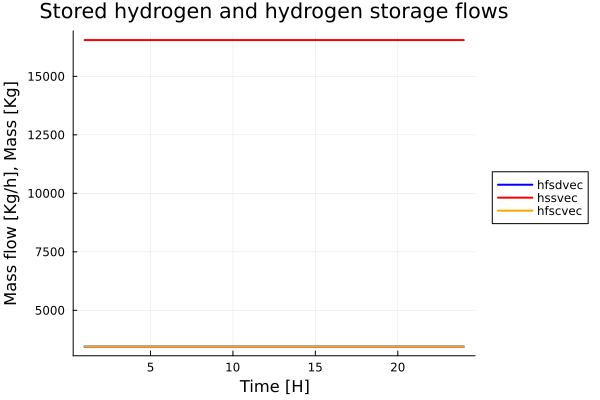 Stored hydrogen and hydrogen storage flows
Mass flow [Kg/h], Mass [Kg]
15000
12500
10000
7500
5000
5
10
15
20
Time [H]
hfsdvec
hssvec
hfscvec